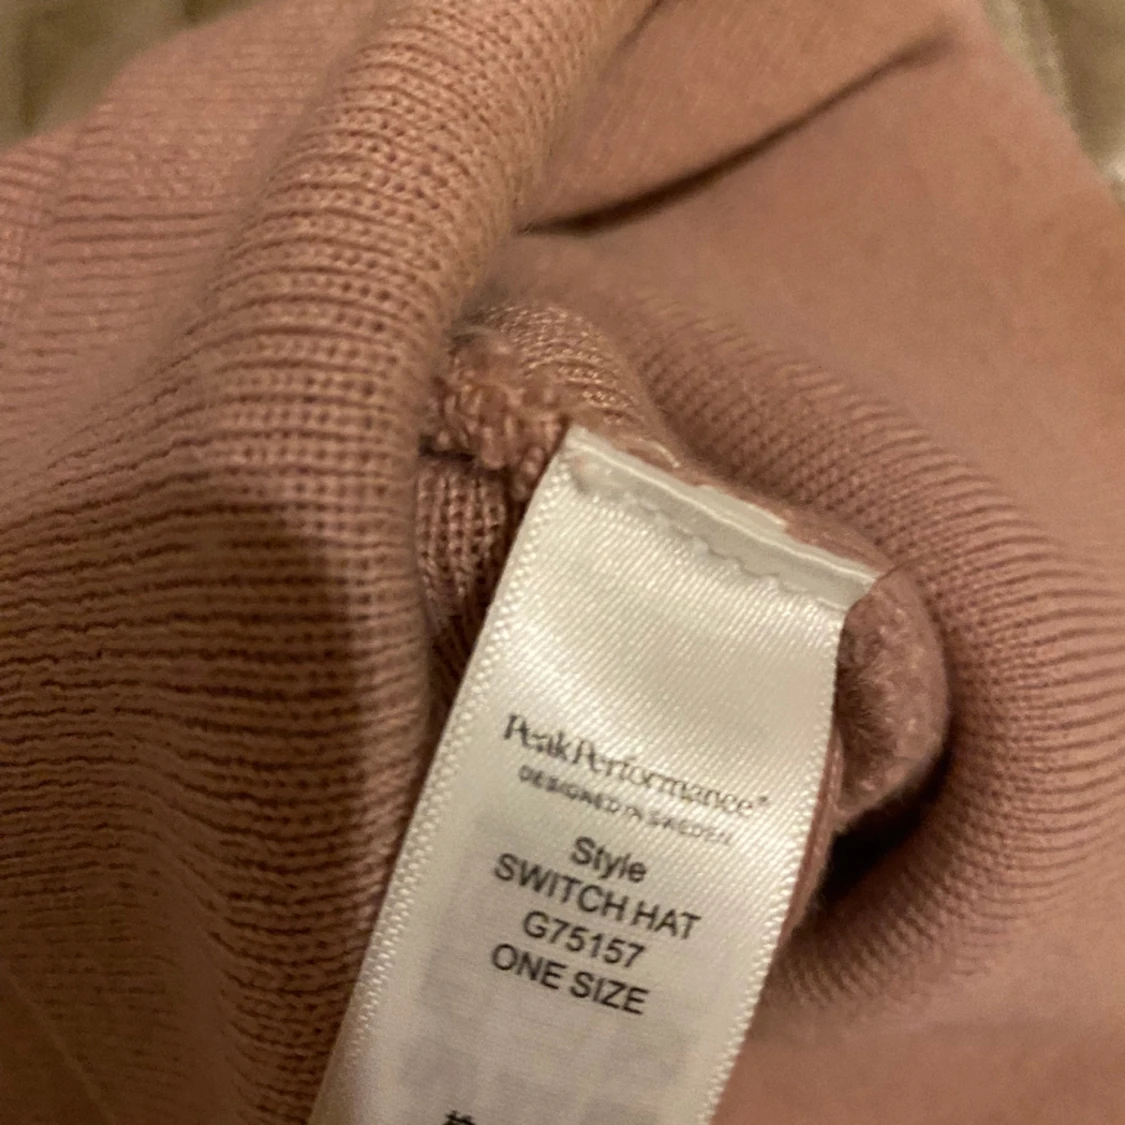 PeakPerformance®
DESIGNED IN SWEDEN
Style
SWITCH HAT
G75157
ONE SIZE